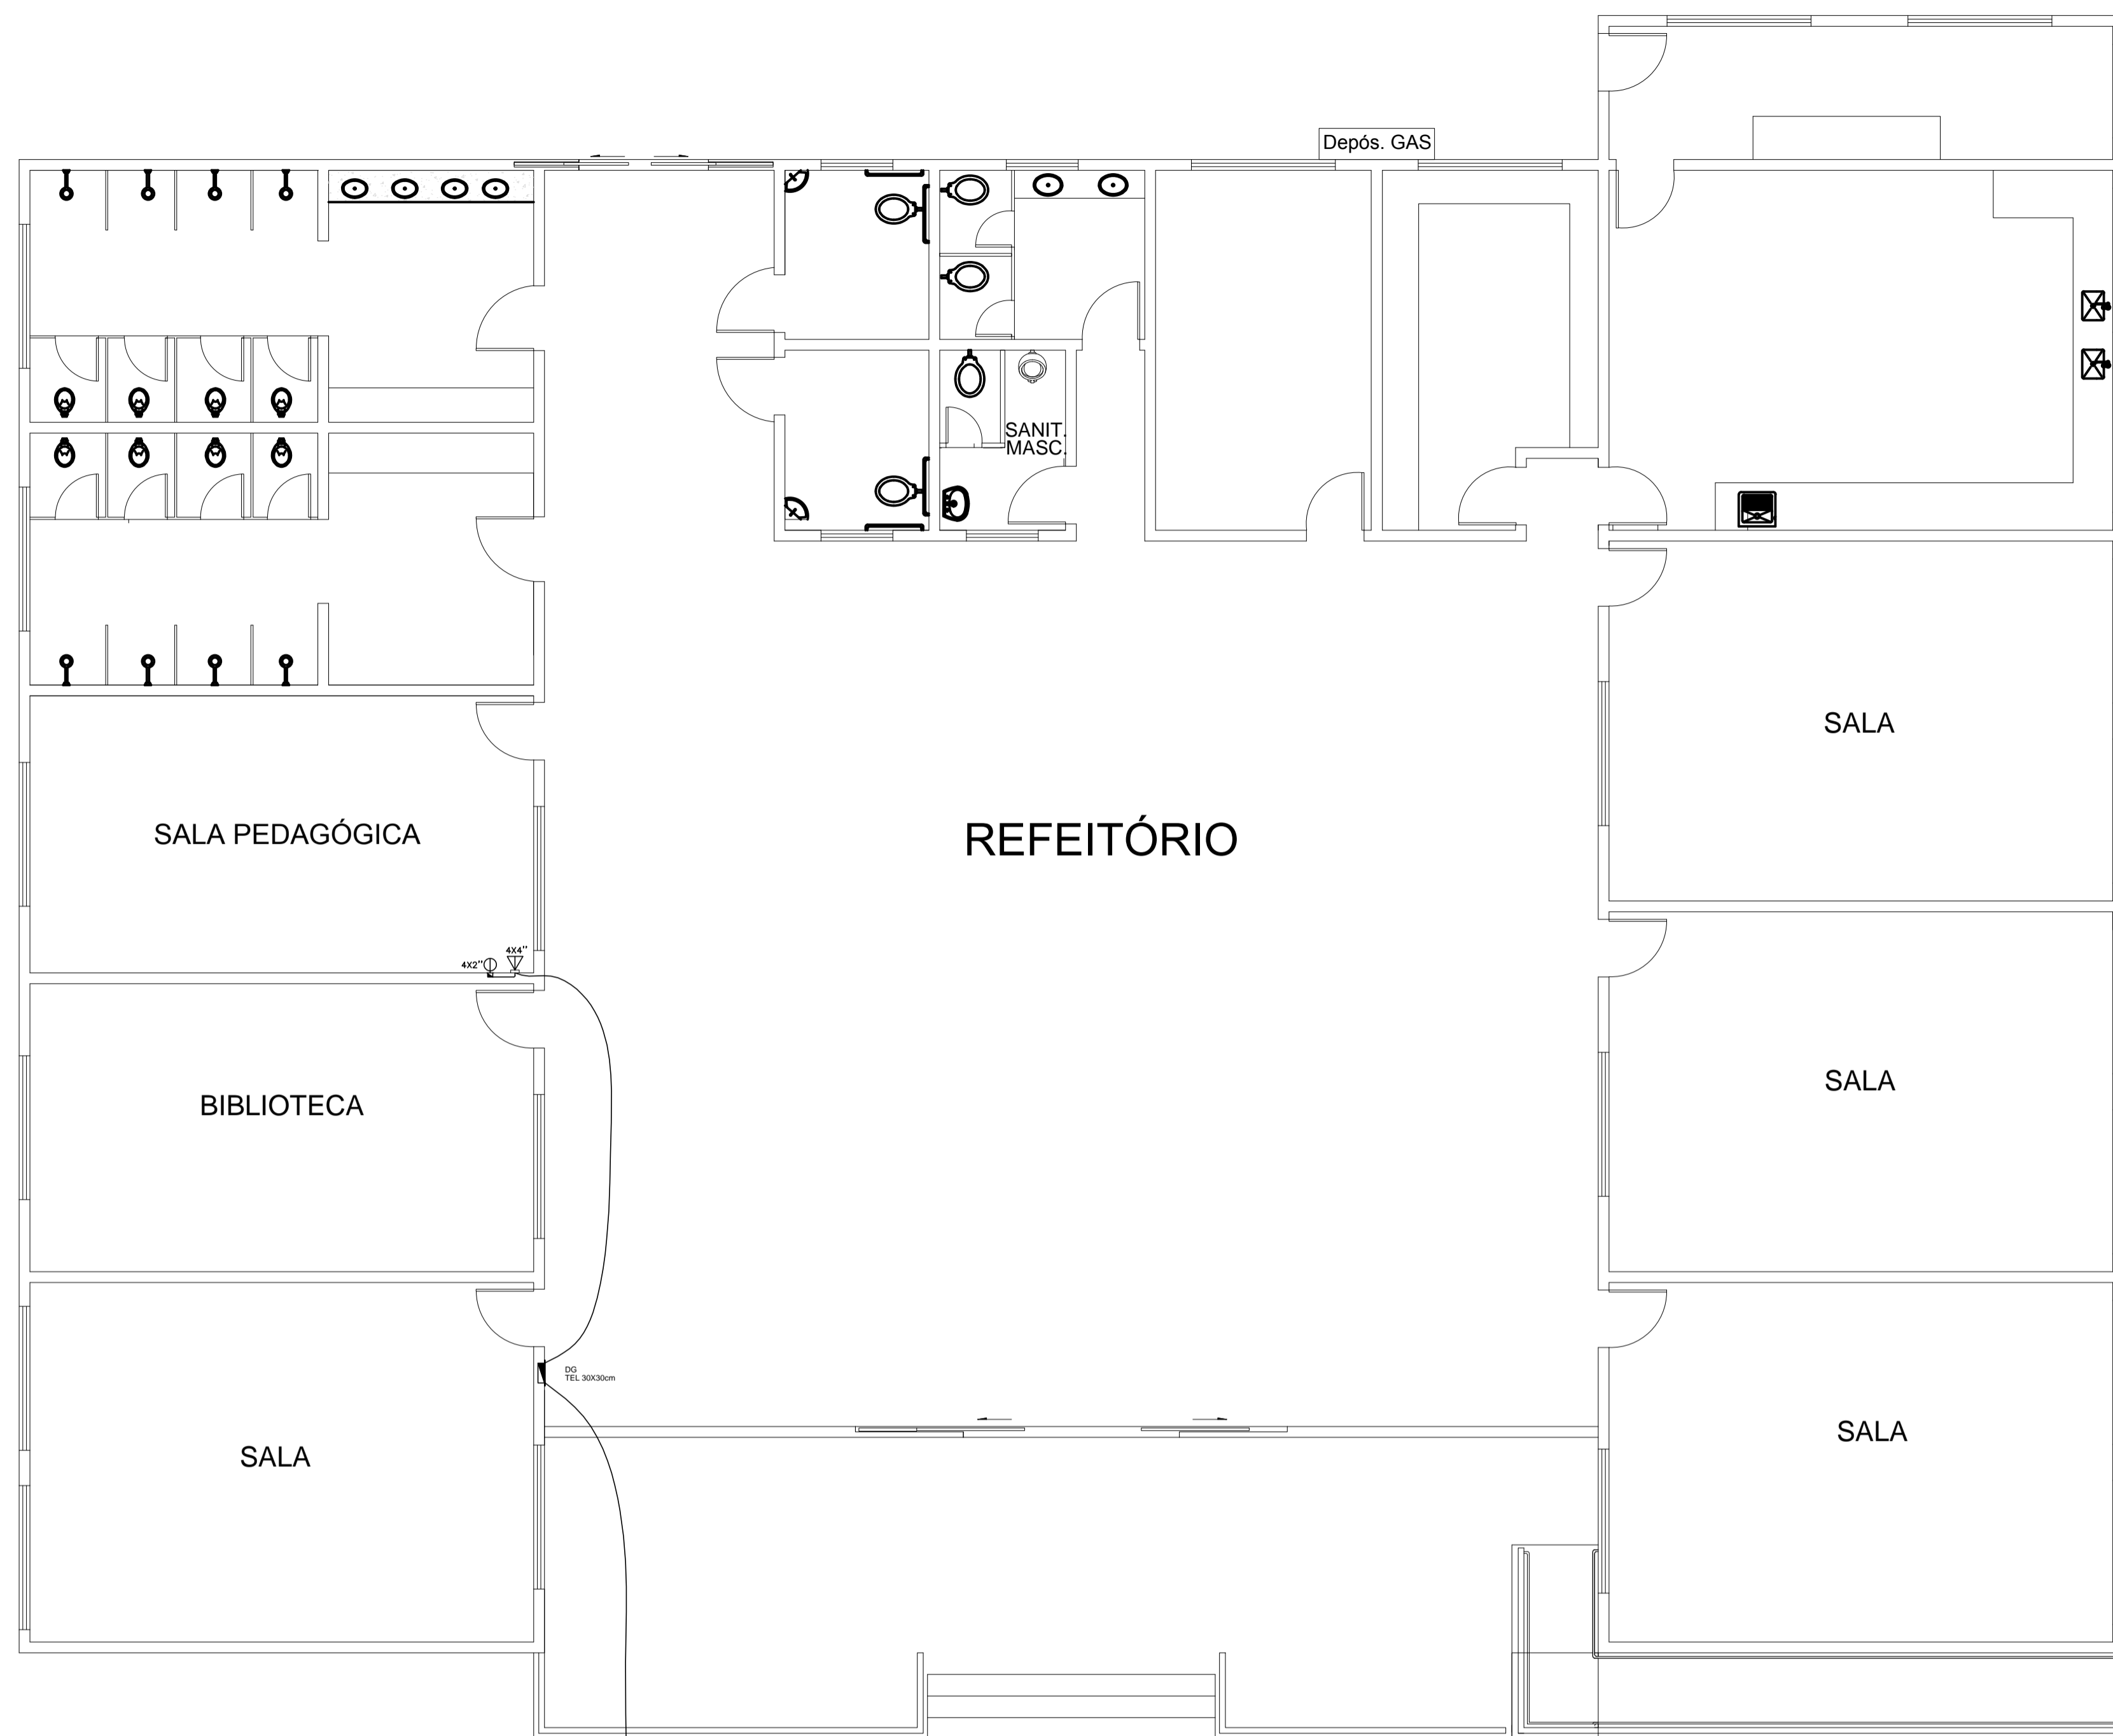 Depós. GAS
SANIT.
MASC.
SALA
SALA PEDAGÓGICA
REFEITÓRIO
4X4''
4X2''
SALA
BIBLIOTECA
DG
TEL 30X30cm
SALA
SALA